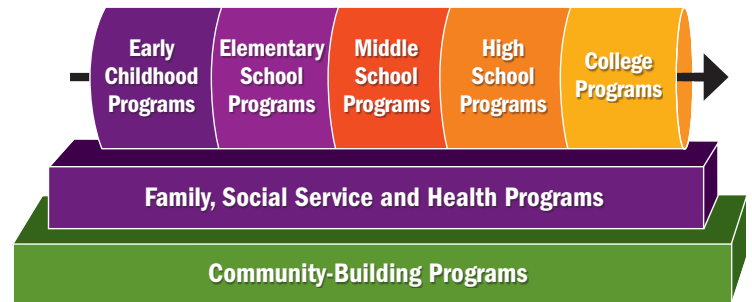 Early
Childhood
Programs
Elementary
School
Programs
Middle
School
Programs
High
School
Programs
College
Programs
Family, Social Service and Health Programs
Community-Building Programs